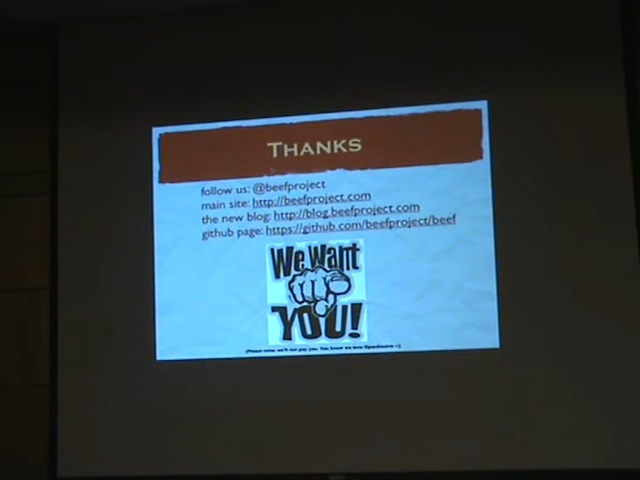 THANKS
follow us: @beefproject
main site: http://beefproject.com
the new blog: http://blog.beefproject.com
github page: https://github.com/beefproject/beef
We Want
YOU!